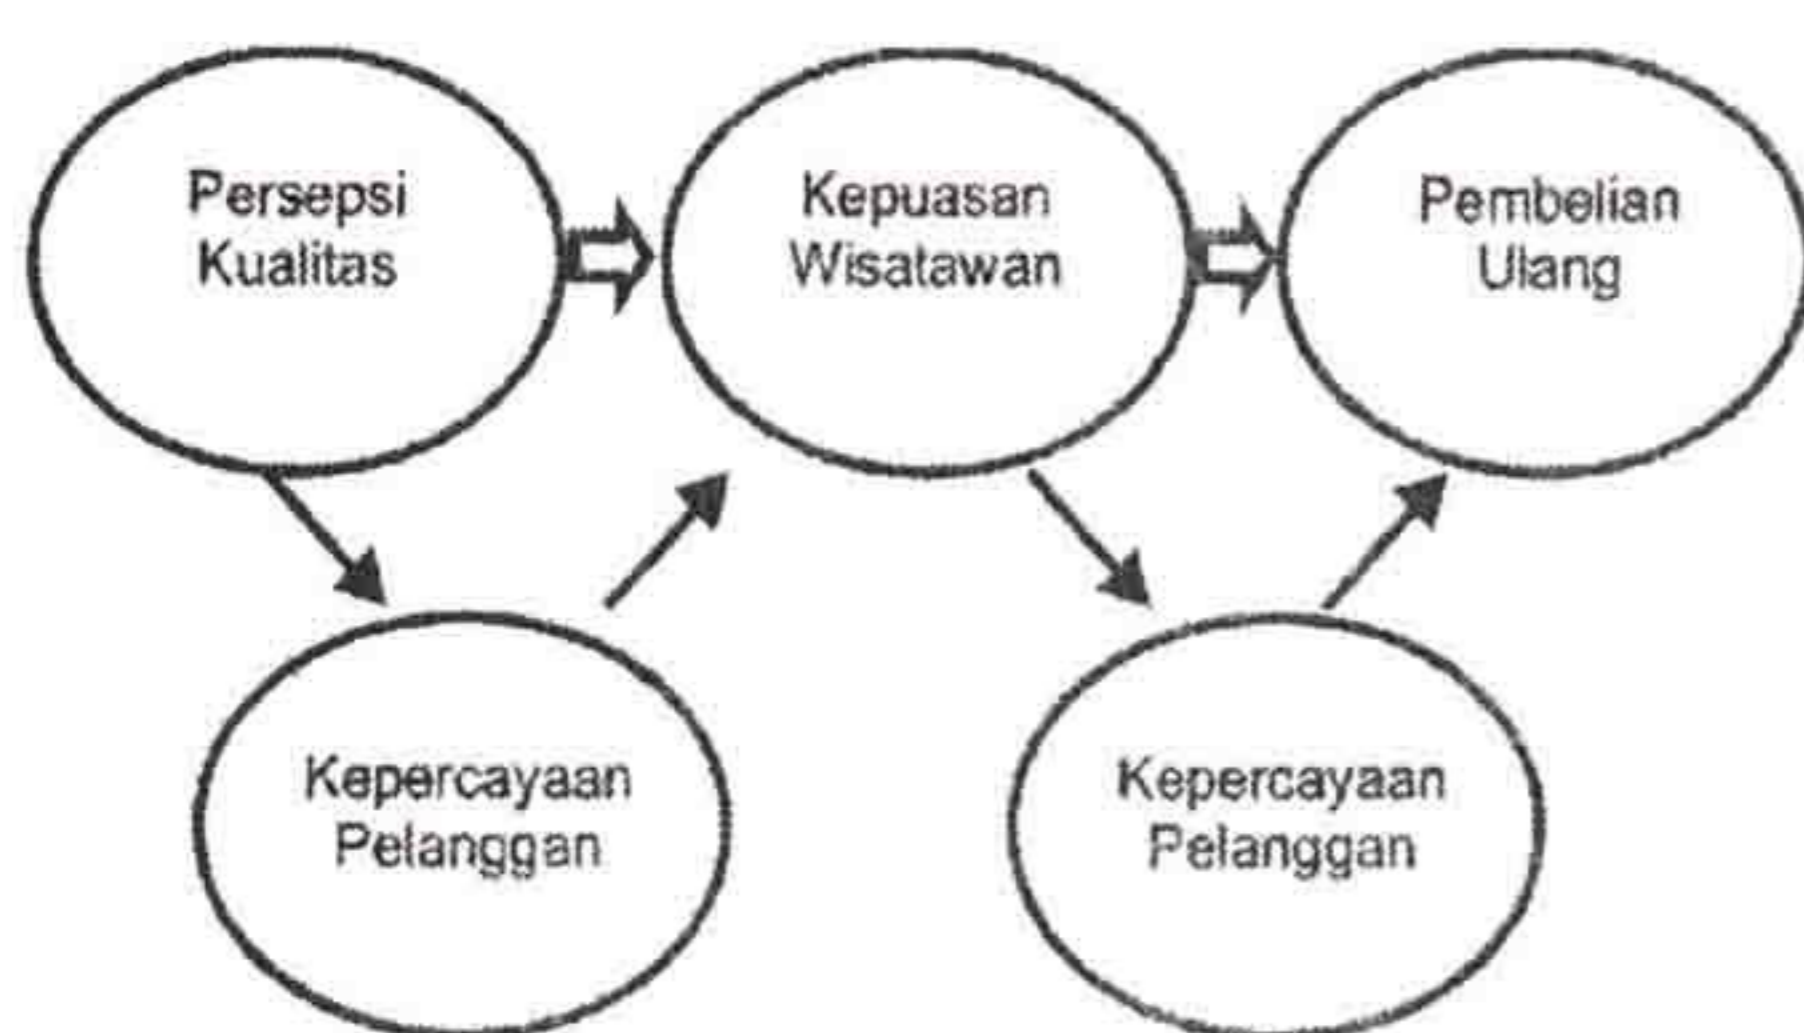 Persepsi
Kualitas
Kepuasan
Wisatawan
Pembelian
Ulang
Kepercayaan
Pelanggan
Kepercayaan
Pelanggan